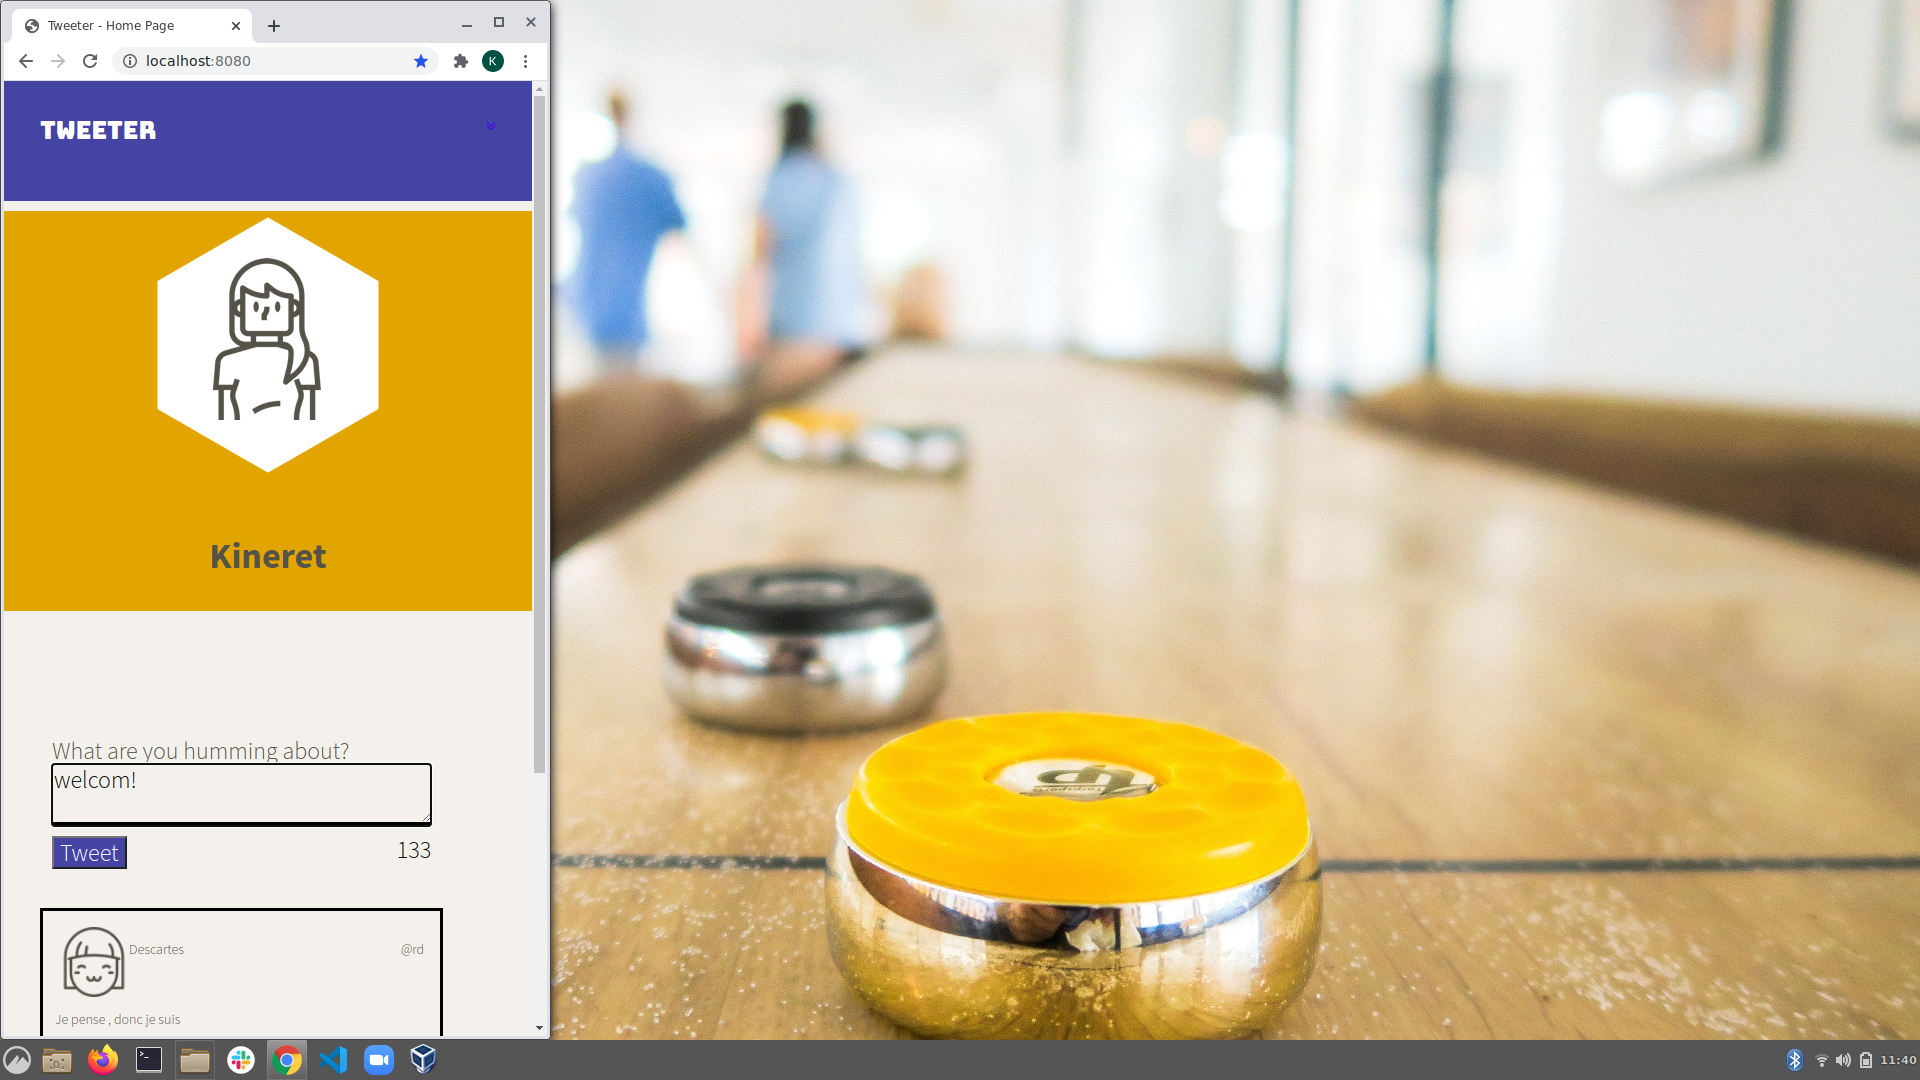 Tweeter - Home Page
localhost:8080
K
TWEETER
Kineret
What are you humming about?
welcom!
Tweet
133
Descartes
@rd
Je pense , donc je suis
11:40